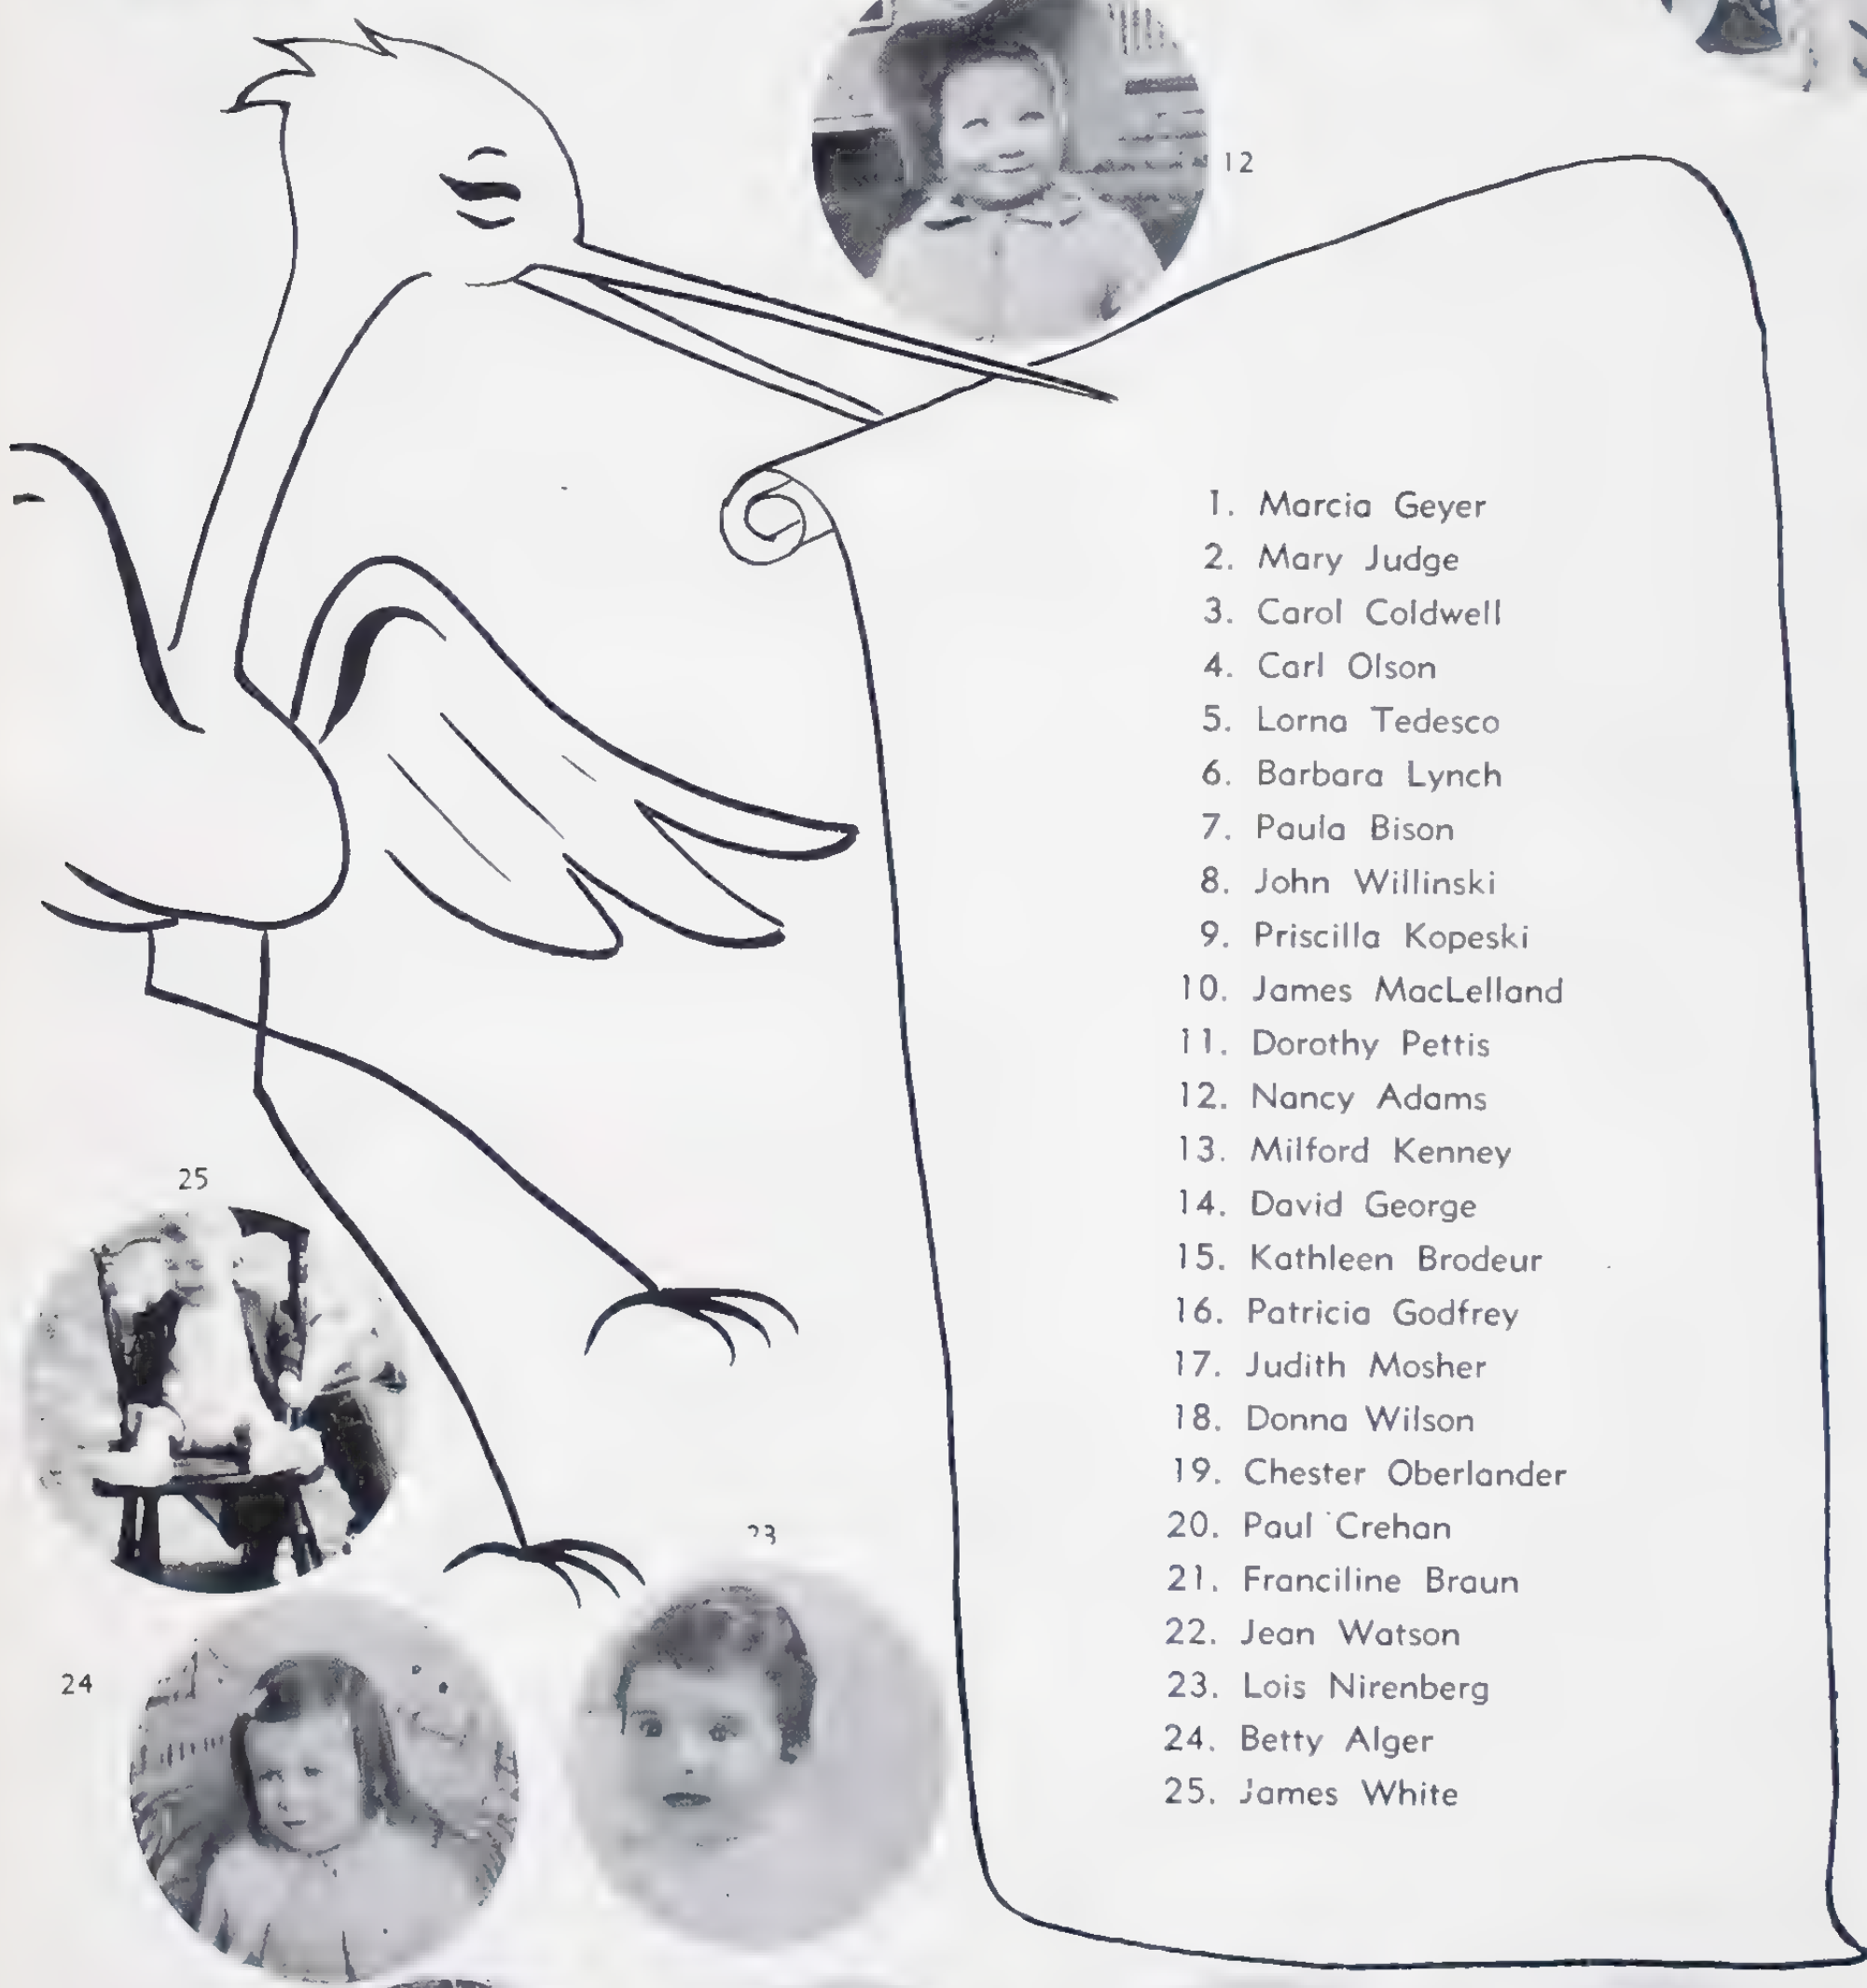 12
1. Marcia Geyer
2. Mary Judge
3. Carol Coldwell
4. Carl Olson
5. Lorna Tedesco
6. Barbara Lynch
7. Paula Bison
8. John Willinski
9. Priscilla Kopeski
10. James MacLelland
11. Dorothy Pettis
12. Nancy Adams
13. Milford Kenney
14. David George
15. Kathleen Brodeur
16. Patricia Godfrey
17. Judith Mosher
18. Donna Wilson
19. Chester Oberlander
20. Paul Crehan
21. Franciline Braun
22. Jean Watson
23. Lois Nirenberg
24. Betty Alger
25. James White
25
23
24